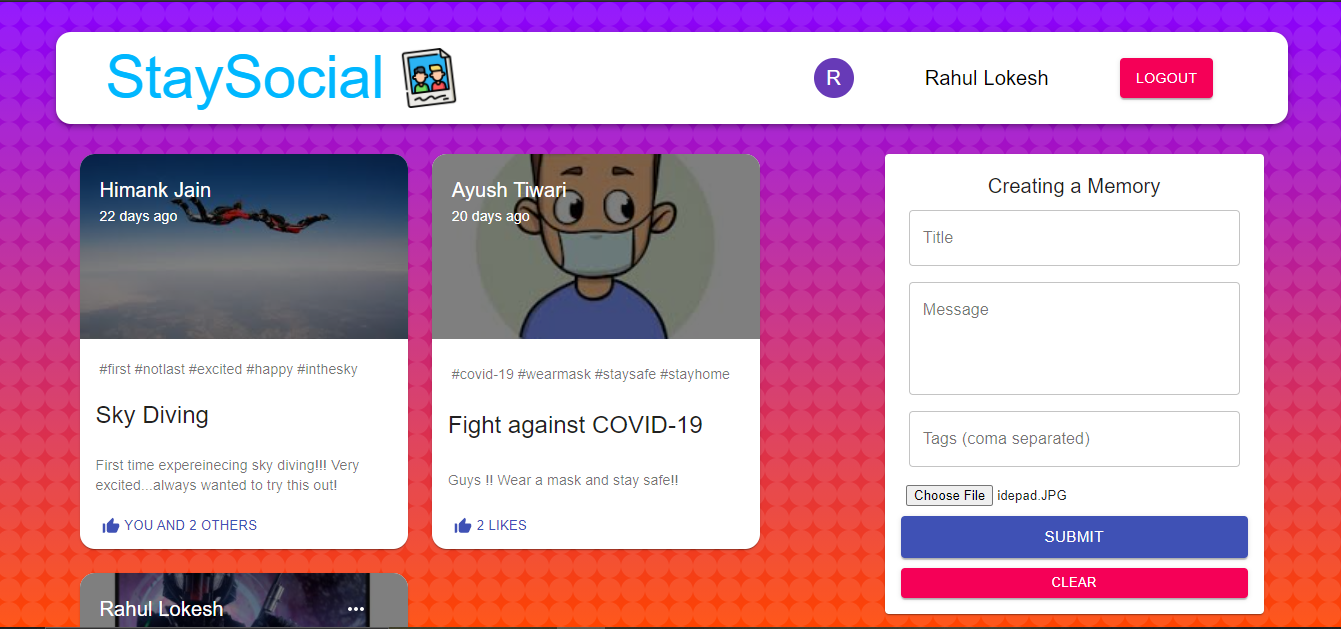 StaySocial
R
Rahul Lokesh
LOGOUT
Himank Jain
22 days ago
#first #notlast #excited #happy #inthesky
Sky Diving
First time expereinecing sky diving!!! Very
excited...always wanted to try this out!
YOU AND 2 OTHERS
Ayush Tiwari
20 days ago
#covid-19 #wearmask #staysafe #stayhome
Fight against COVID-19
Guys !! Wear a mask and stay safe!!
2 LIKES
Rahul Lokesh
Creating a Memory
Title
Message
Tags (coma separated)
Choose File idepad.JPG
SUBMIT
CLEAR